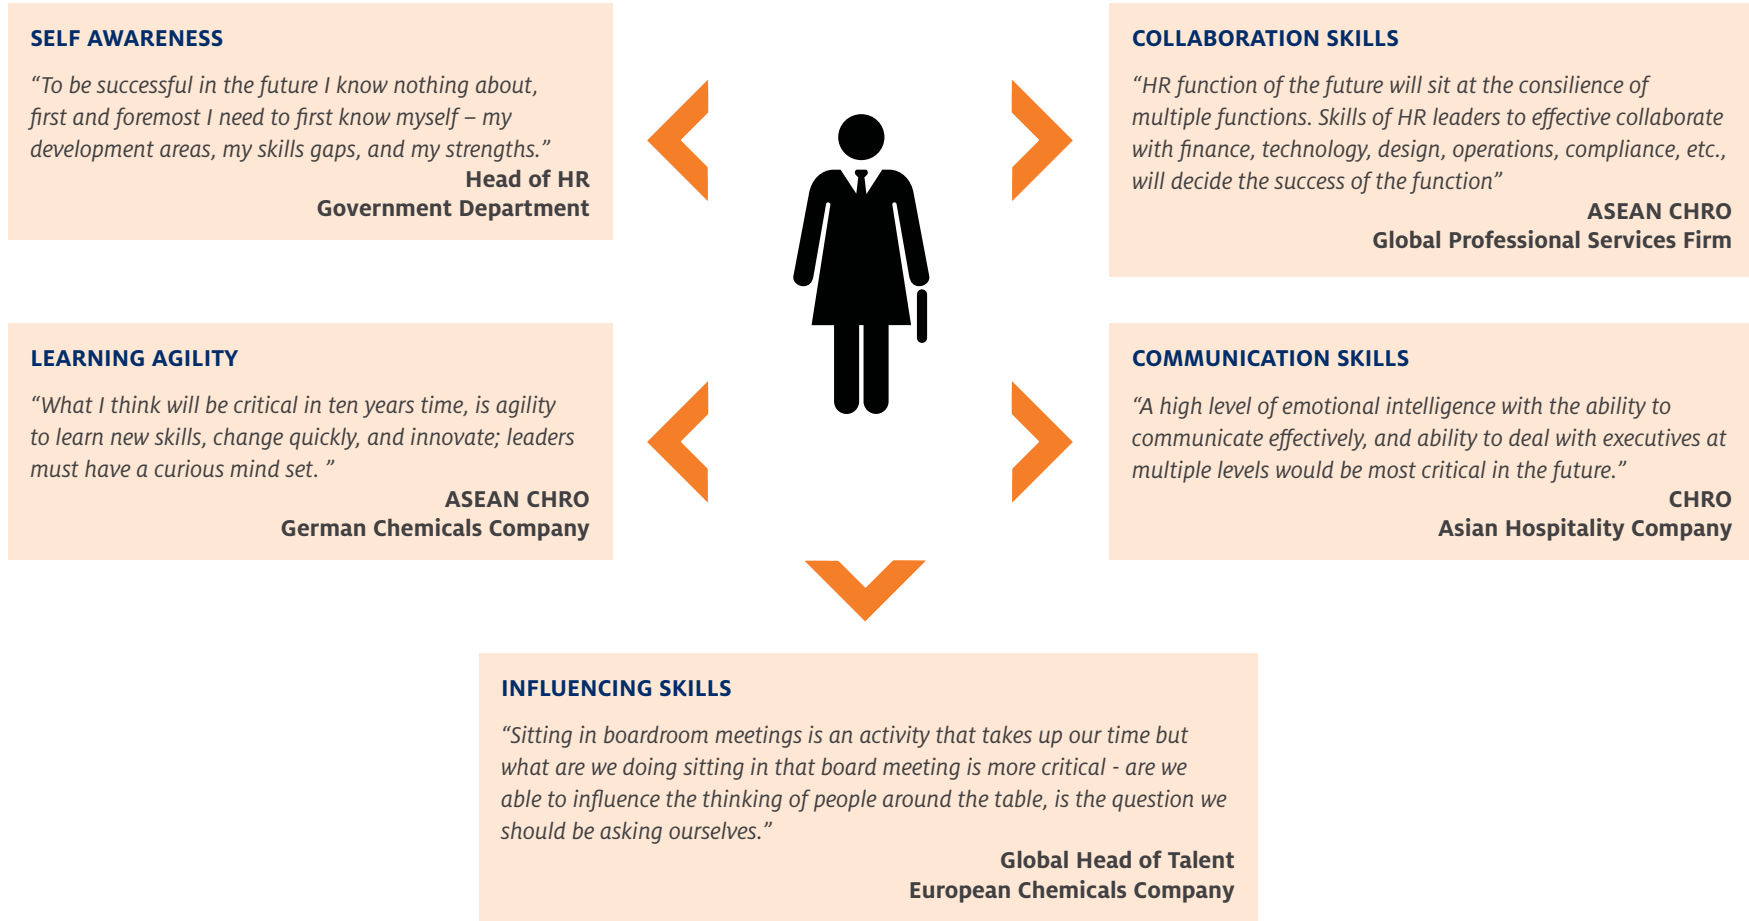 SELF AWARENESS
“To be successful in the future I know nothing about,
first and foremost I need to first know myself – my
development areas, my skills gaps, and my strengths.”
Head of HR
Government Department
COLLABORATION SKILLS
“HR function of the future will sit at the consilience of
multiple functions. Skills of HR leaders to effective collaborate
with finance, technology, design, operations, compliance, etc.,
will decide the success of the function”
ASEAN CHRO
Global Professional Services Firm
LEARNING AGILITY
“What I think will be critical in ten years time, is agility
to learn new skills, change quickly, and innovate; leaders
must have a curious mind set. ”
ASEAN CHRO
German Chemicals Company
COMMUNICATION SKILLS
“A high level of emotional intelligence with the ability to
communicate effectively, and ability to deal with executives at
multiple levels would be most critical in the future.”
CHRO
Asian Hospitality Company
INFLUENCING SKILLS
“Sitting in boardroom meetings is an activity that takes up our time but
what are we doing sitting in that board meeting is more critical - are we
able to influence the thinking of people around the table, is the question we
should be asking ourselves.”
Global Head of Talent
European Chemicals Company